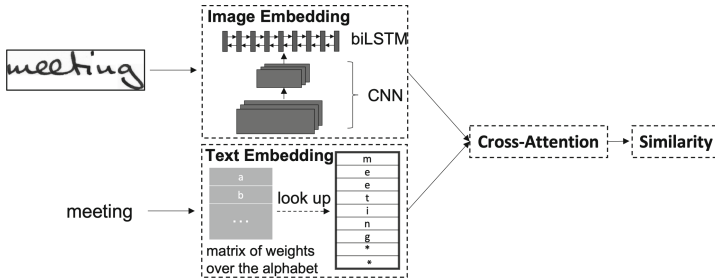 Image Embedding
biLSTM
CNN
meeting
Text Embedding
a
b
...
look up
m
e
e
t
i
n
g
*
*
matrix of weights
over the alphabet
meeting
Cross-Attention
Similarity